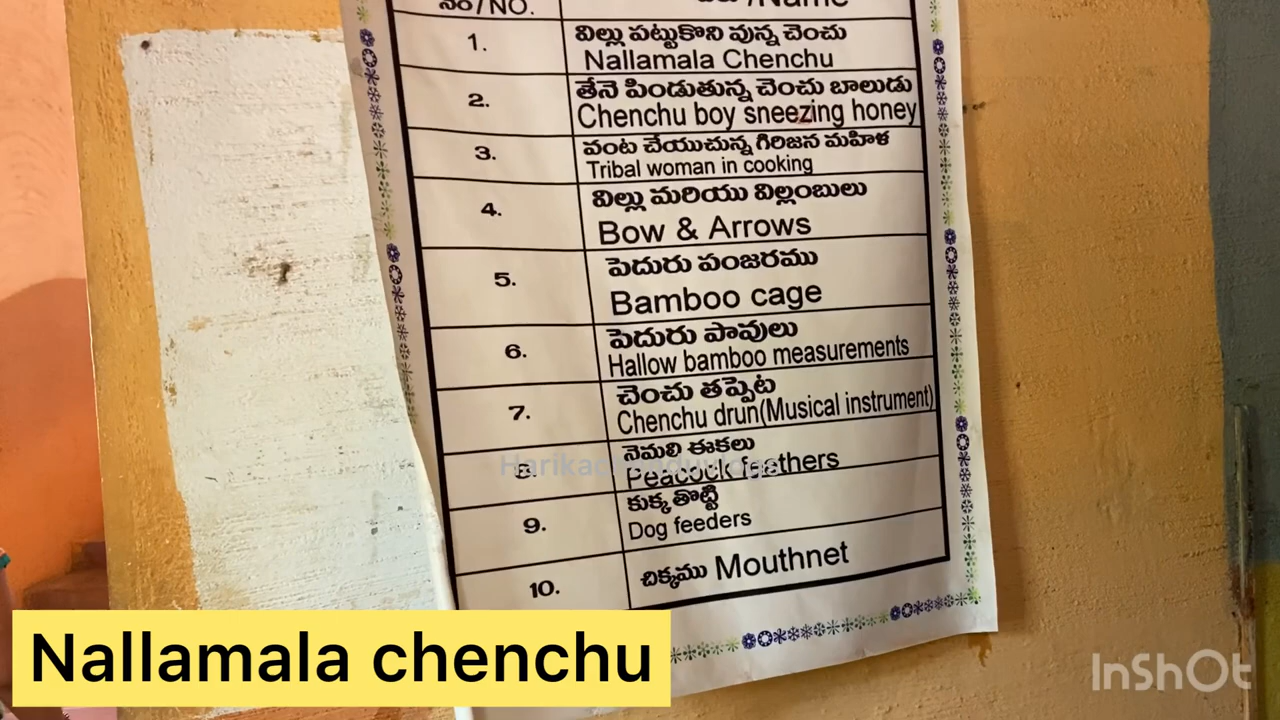 నెం/NO. పేరు/Name
1. విల్లు పట్టుకొని వున్న చెంచు
Nallamala Chenchu
2. తేనె పిండుతున్న చెంచు బాలుడు
Chenchu boy sneezing honey
3. వంట చేయుచున్న గిరిజన మహిళ
Tribal woman in cooking
4. విల్లు మరియు విల్లంబులు
Bow & Arrows
5. పెదురు పంజరము
Bamboo cage
6. పెదురు పావులు
Hallow bamboo measurements
7. చెంచు తప్పెట
Chenchu drun(Musical instrument)
8. నెమలి ఈకలు
Peacock feathers
9. కుక్క తొట్టి
Dog feeders
10. చిక్కము Mouthnet
Nallamala chenchu
InShOt